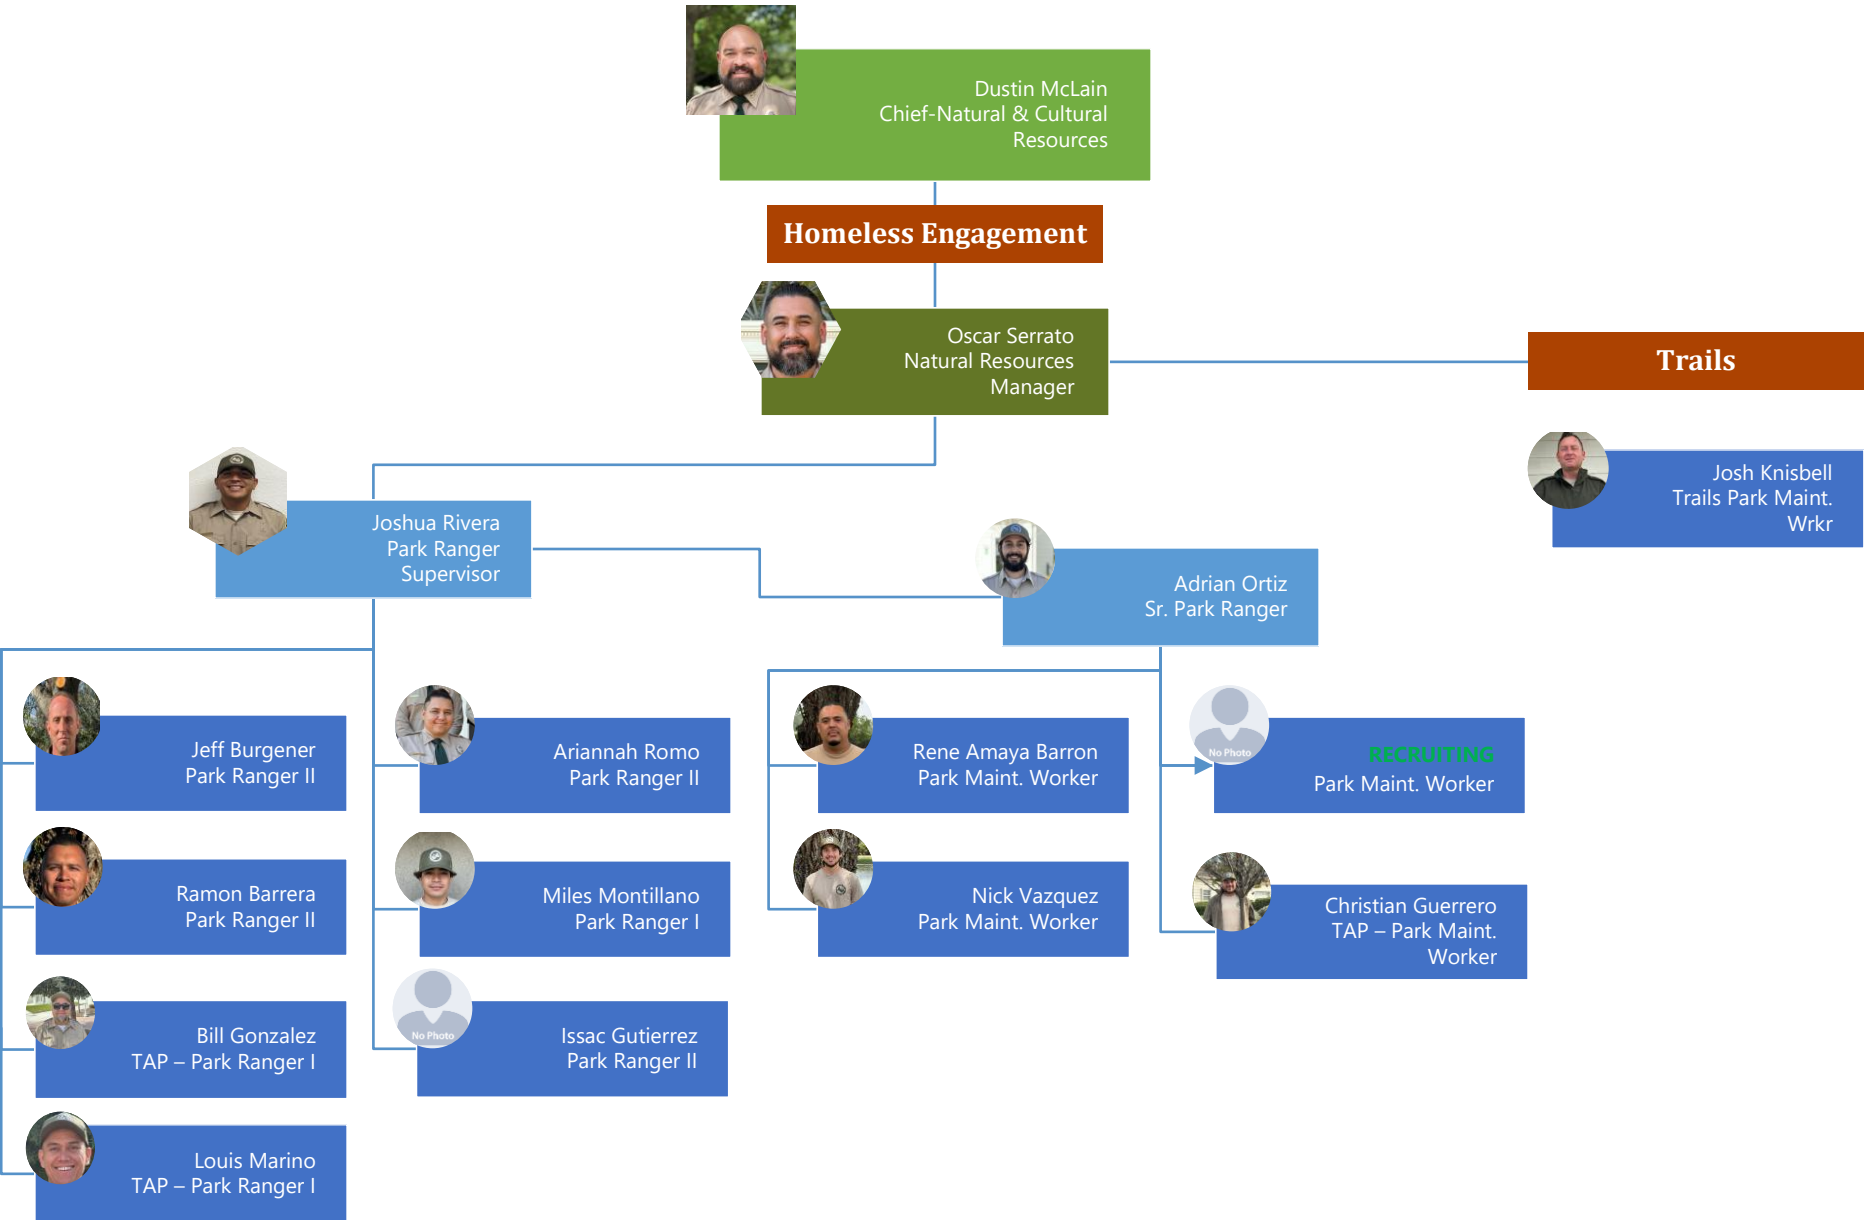 Dustin McLain
Chief-Natural & Cultural
Resources
Homeless Engagement
Oscar Serrato
Natural Resources
Manager
Trails
Josh Knisbell
Trails Park Maint.
Wrkr
Joshua Rivera
Park Ranger
Supervisor
Adrian Ortiz
Sr. Park Ranger
Jeff Burgener
Park Ranger II
Ariannah Romo
Park Ranger II
Rene Amaya Barron
Park Maint. Worker
No Photo
RECRUITING
Park Maint. Worker
Ramon Barrera
Park Ranger II
Miles Montillano
Park Ranger I
Nick Vazquez
Park Maint. Worker
Christian Guerrero
TAP – Park Maint.
Worker
Bill Gonzalez
TAP – Park Ranger I
No Photo
Issac Gutierrez
Park Ranger II
Louis Marino
TAP – Park Ranger I